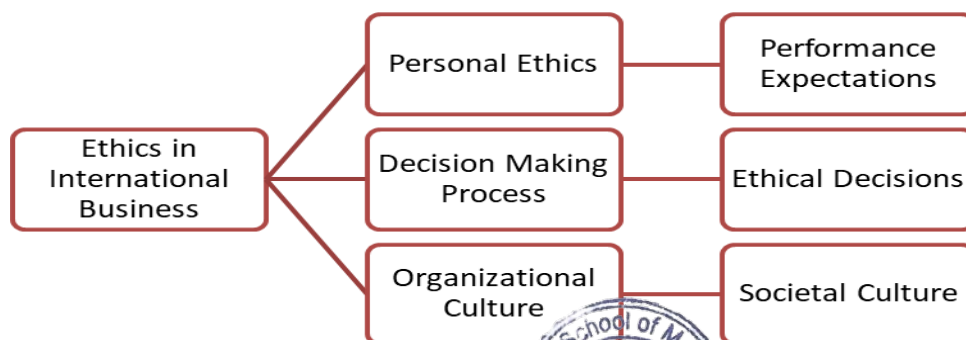 Personal Ethics
Performance
Expectations
Ethics in
International
Business
Decision Making
Process
Ethical Decisions
Organizational
Culture
Societal Culture
School of